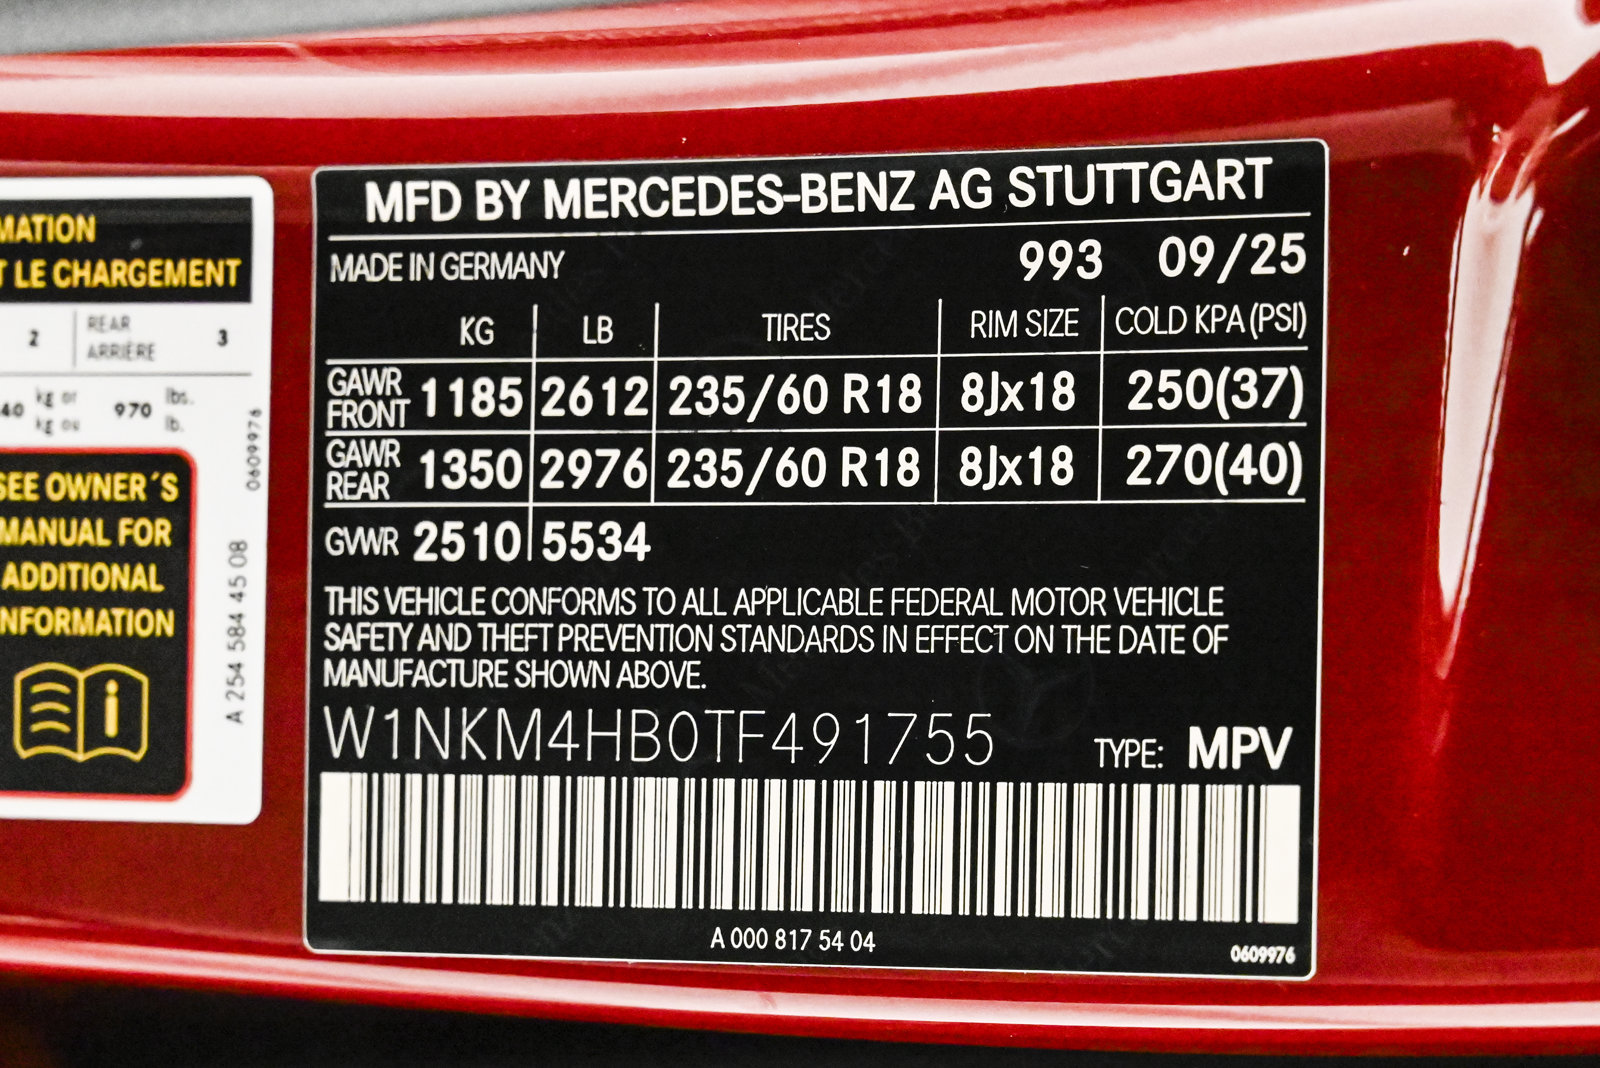 MATION
T LE CHARGEMENT
2 REAR ARRIÈRE 3
40 kg or kg ou 970 lbs. lb.
0609976
SEE OWNER´S
MANUAL FOR
ADDITIONAL
NFORMATION
A 254 584 45 08
MFD BY MERCEDES-BENZ AG STUTTGART
MADE IN GERMANY 993 09/25
KG LB TIRES RIM SIZE COLD KPA(PSI)
GAWR FRONT 1185 2612 235/60 R18 8Jx18 250(37)
GAWR REAR 1350 2976 235/60 R18 8Jx18 270(40)
GVWR 2510 5534
THIS VEHICLE CONFORMS TO ALL APPLICABLE FEDERAL MOTOR VEHICLE
SAFETY AND THEFT PREVENTION STANDARDS IN EFFECT ON THE DATE OF
MANUFACTURE SHOWN ABOVE.
W1NKM4HB0TF491755 TYPE: MPV
A 000 817 54 04
0609976